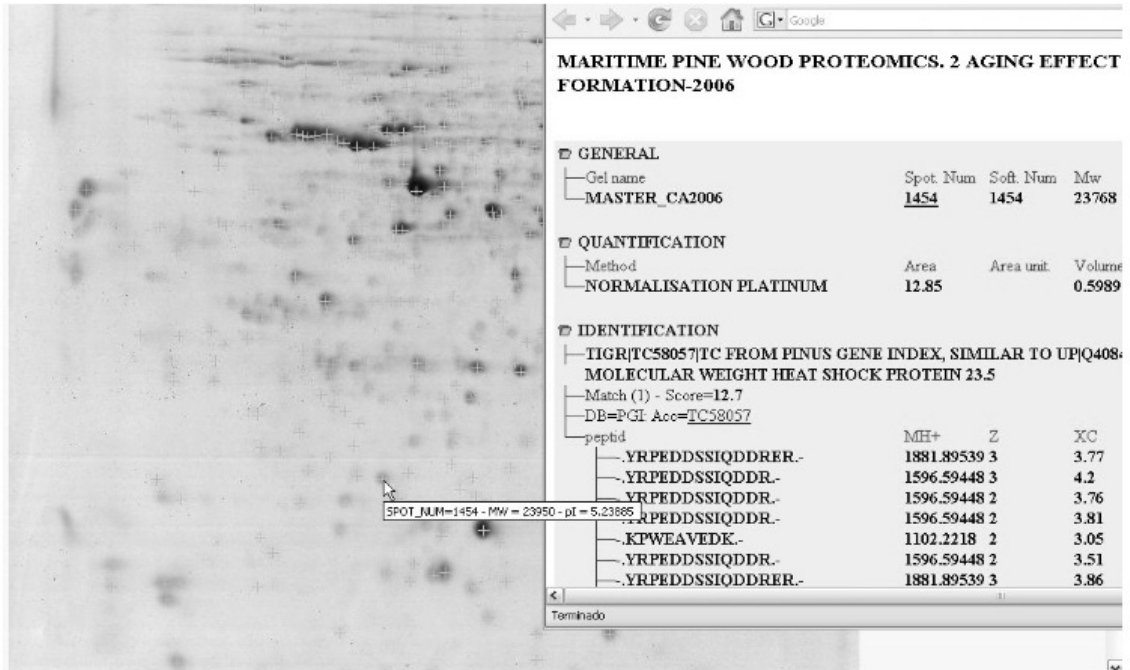 Google
MARITIME PINE WOOD PROTEOMICS. 2 AGING EFFECT
FORMATION-2006
GENERAL
Gel name Spot. Num Soft. Num Mw
MASTER_CA2006 1454 1454 23768
QUANTIFICATION
Method Area Area unit. Volume
NORMALISATION PLATINUM 12.85 0.5989
IDENTIFICATION
TIGR|TC58057|TC FROM PINUS GENE INDEX, SIMILAR TO UP|Q408
MOLECULAR WEIGHT HEAT SHOCK PROTEIN 23.5
Match (1) - Score=12.7
DB=PGI: Acc=TC58057
peptid MH+ Z XC
-.YRPEDDSSIQDDRER.- 1881.89539 3 3.77
-.YRPEDDSSIQDDR.- 1596.59448 3 4.2
-.YRPEDDSSIQDDR.- 1596.59448 2 3.76
SPOT_NUM=1454 - MW = 23950 - pI = 5.23885
-.YRPEDDSSIQDDR.- 1596.59448 2 3.81
-.KPWEAVEDK.- 1102.2218 2 3.05
-.YRPEDDSSIQDDR.- 1596.59448 2 3.51
-.YRPEDDSSIQDDRER.- 1881.89539 3 3.86
Terminado